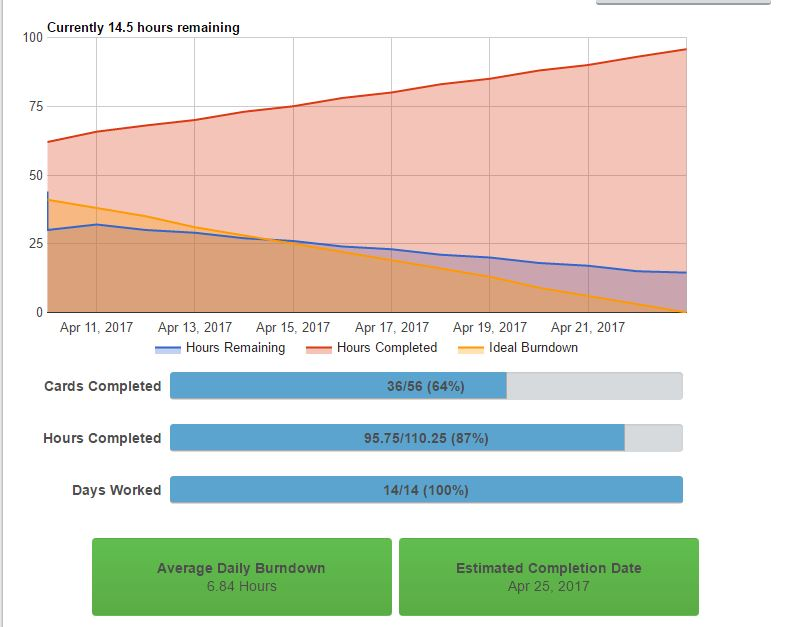 Currently 14.5 hours remaining
100
75
50
25
0
Apr 11, 2017 Apr 13, 2017 Apr 15, 2017 Apr 17, 2017 Apr 19, 2017 Apr 21, 2017
Hours Remaining Hours Completed Ideal Burndown
Cards Completed 36/56 (64%)
Hours Completed 95.75/110.25 (87%)
Days Worked 14/14 (100%)
Average Daily Burndown
6.84 Hours
Estimated Completion Date
Apr 25, 2017